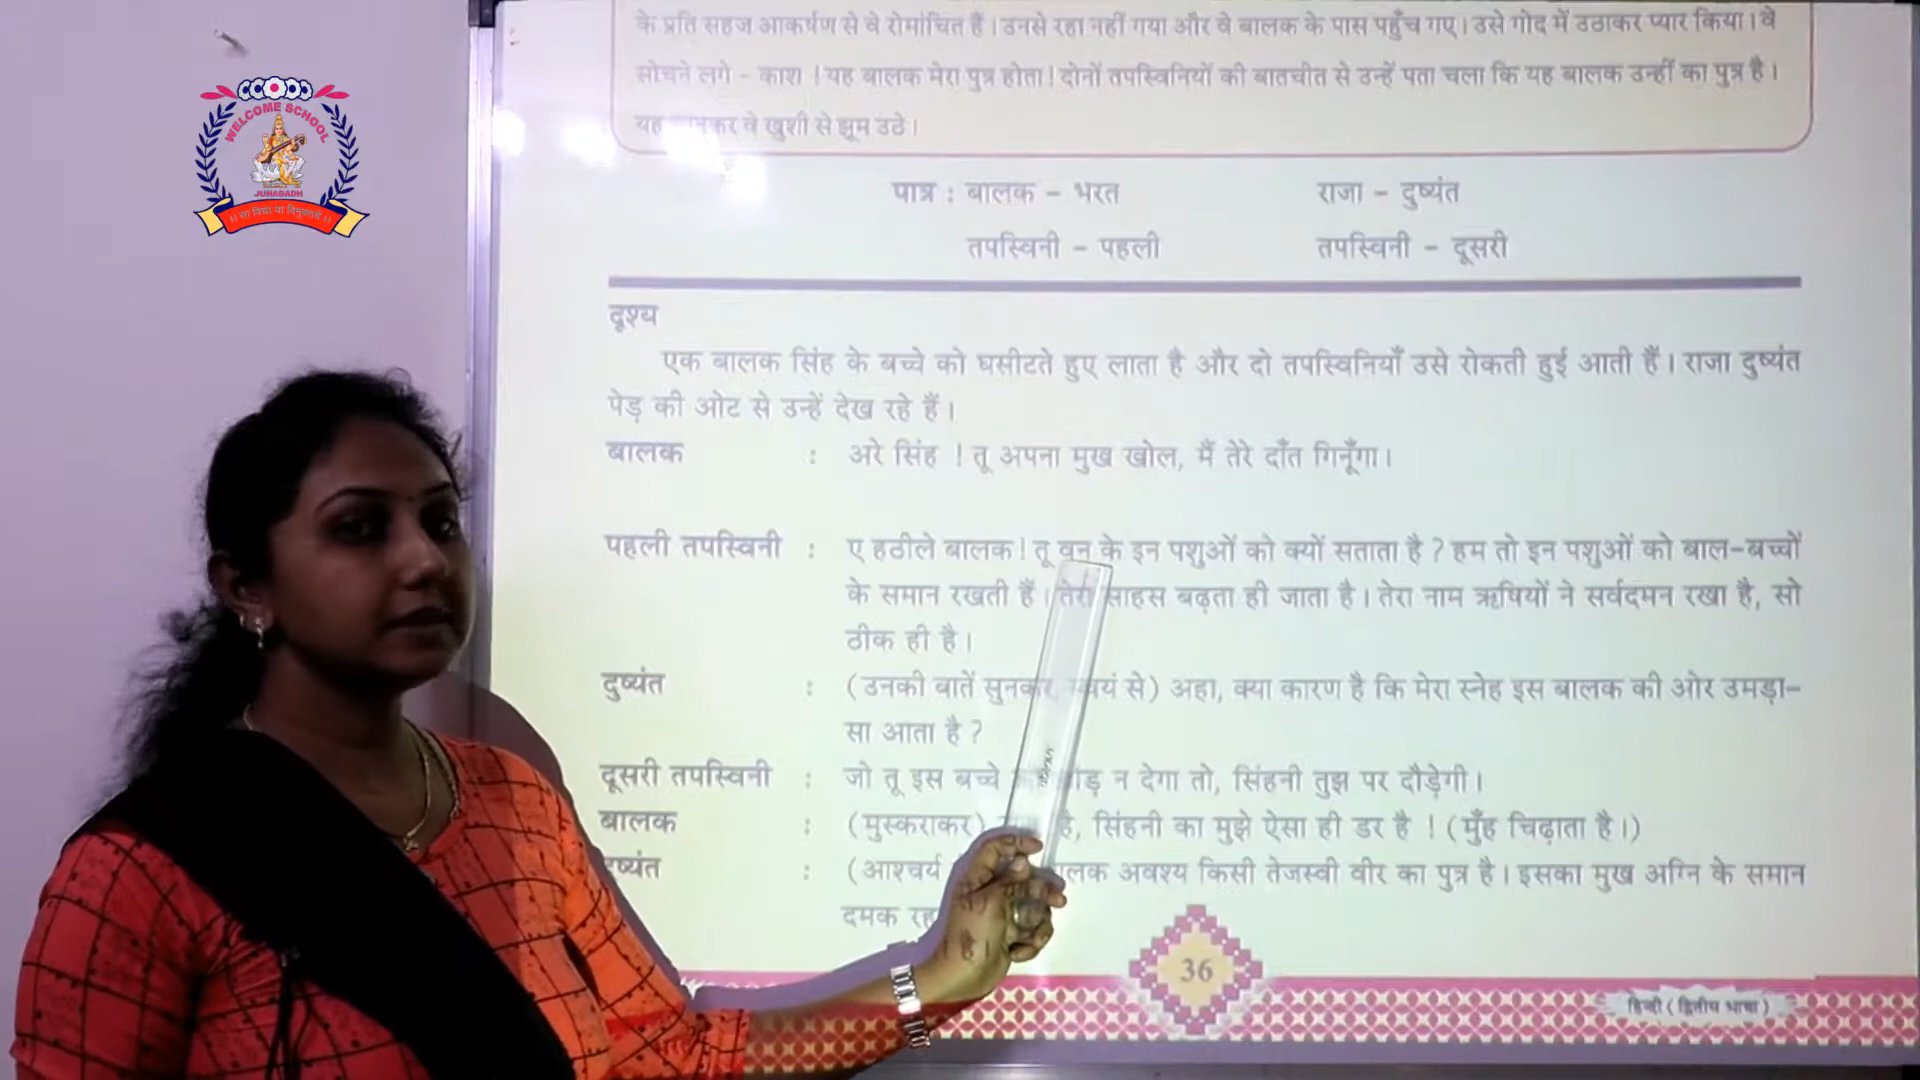 WELCOME SCHOOL
JUNAGADH
।। सा विद्या या विमुक्तये ।।
के प्रति सहज आकर्षण से वे रोमांचित हैं । उनसे रहा नहीं गया और वे बालक के पास पहुँच गए । उसे गोद में उठाकर प्यार किया । वे
सोचने लगे - काश ! यह बालक मेरा पुत्र होता ! दोनों तपस्विनियों की बातचीत से उन्हें पता चला कि यह बालक उन्हीं का पुत्र है ।
यह वे खुशी से झूम उठे ।
पात्र : बालक - भरत राजा - दुष्यंत
तपस्विनी - पहली तपस्विनी - दूसरी
दृश्य
एक बालक सिंह के बच्चे को घसीटते हुए लाता है और दो तपस्विनियाँ उसे रोकती हुई आती हैं । राजा दुष्यंत
पेड़ की ओट से उन्हें देख रहे हैं ।
बालक : अरे सिंह ! तू अपना मुख खोल, मैं तेरे दाँत गिनूँगा ।
पहली तपस्विनी : ए हठीले बालक ! तू वन के इन पशुओं को क्यों सताता है ? हम तो इन पशुओं को बाल-बच्चों
के समान रखती हैं । तेरा साहस बढ़ता ही जाता है । तेरा नाम ऋषियों ने सर्वदमन रखा है, सो
ठीक ही है ।
दुष्यंत : (उनकी बातें सुनकर, से) अहा, क्या कारण है कि मेरा स्नेह इस बालक की ओर उमड़ा-
सा आता है ?
दूसरी तपस्विनी : जो तू इस बच्चे न देगा तो, सिंहनी तुझ पर दौड़ेगी ।
बालक : (मुस्कराकर) है, सिंहनी का मुझे ऐसा ही डर है ! (मुँह चिढ़ाता है ।)
: (आश्चर्य अवश्य किसी तेजस्वी वीर का पुत्र है । इसका मुख अग्नि के समान
दमक
36
हिन्दी (द्वितीय भाषा)